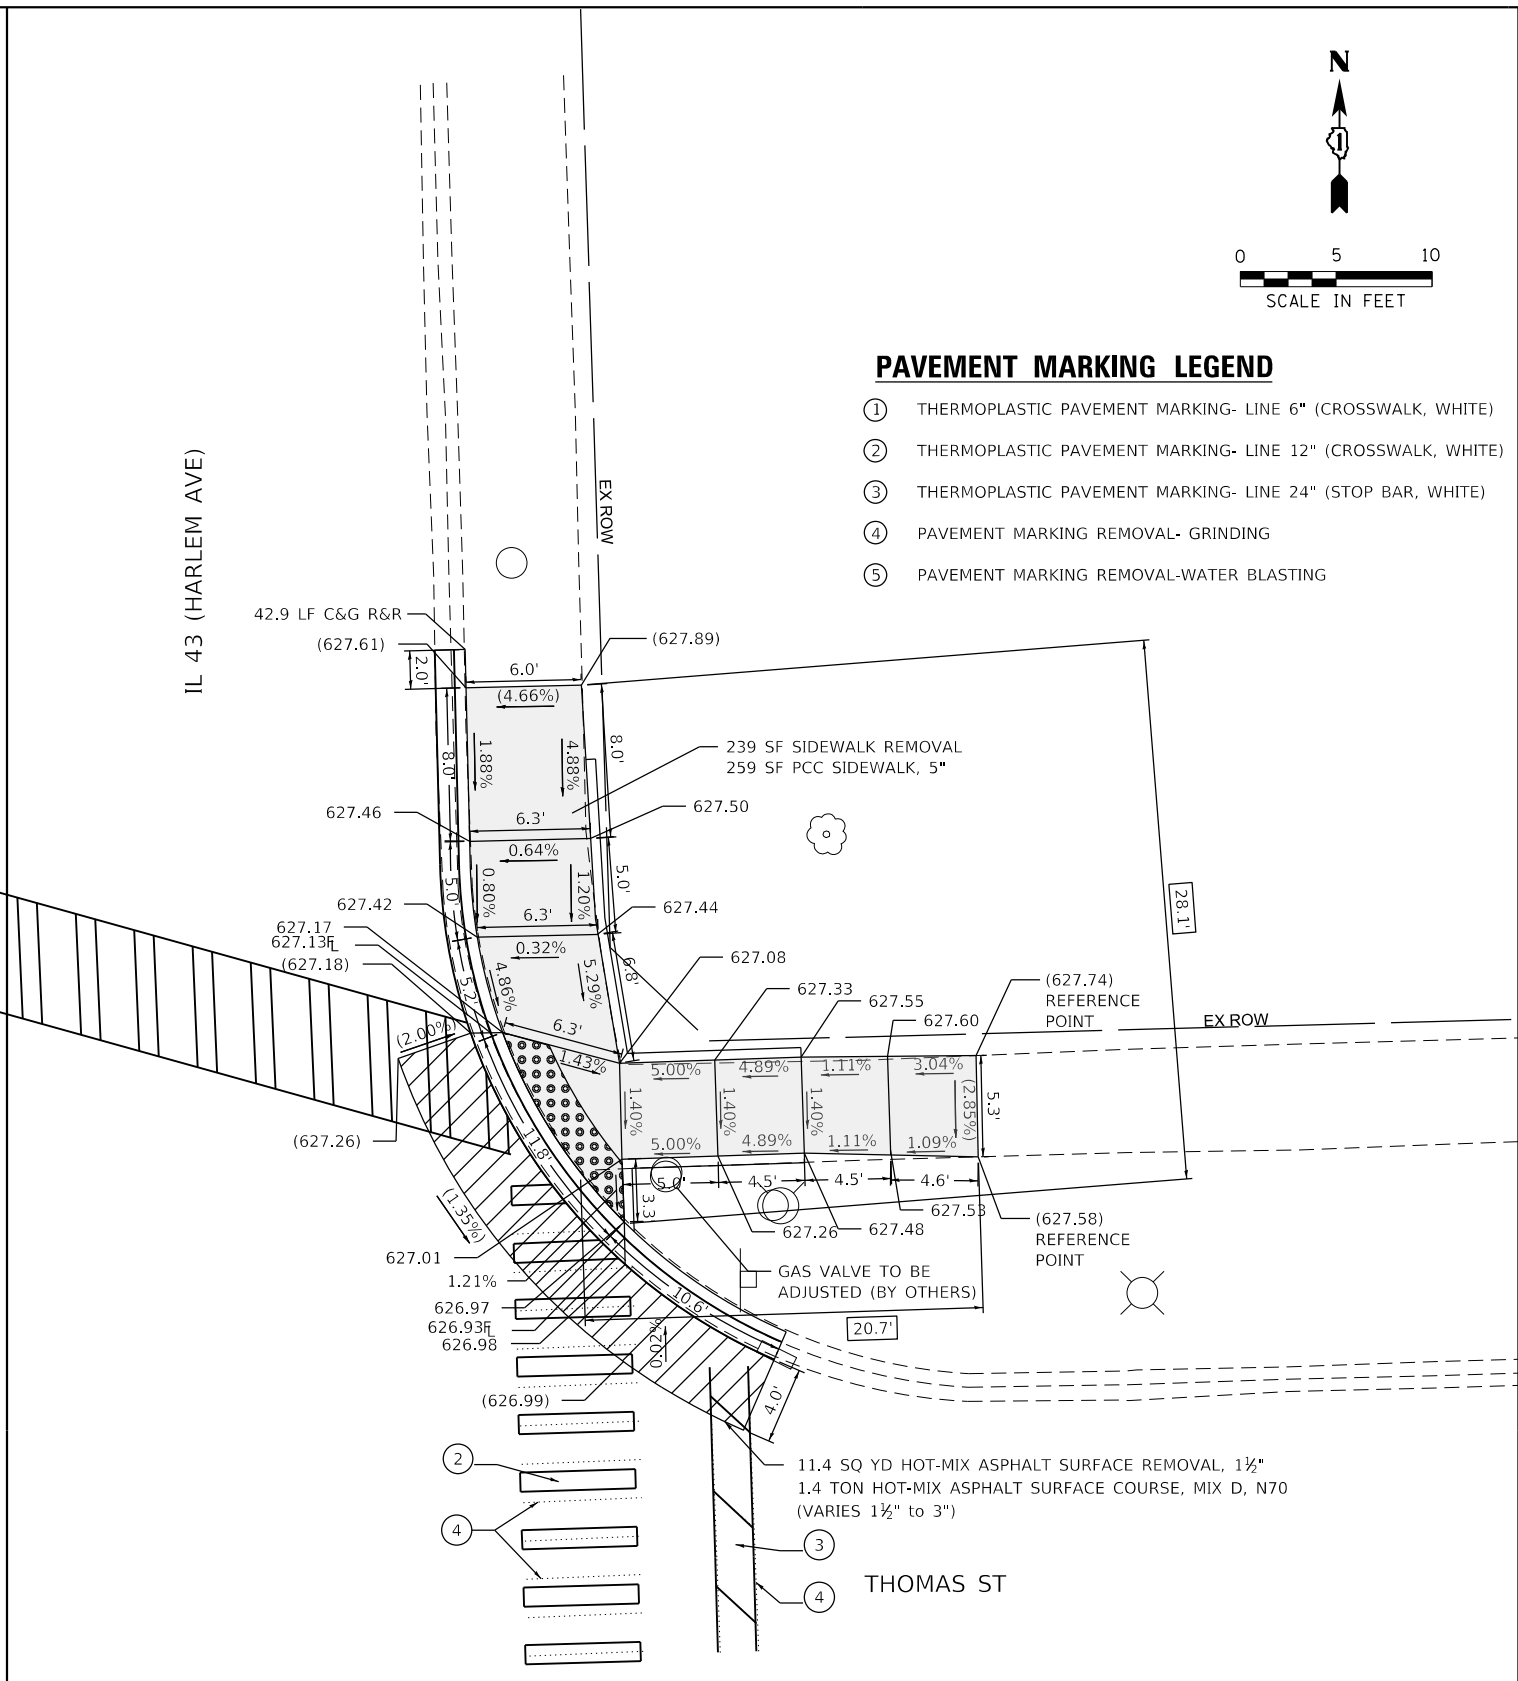 N
1
0 5 10
SCALE IN FEET
PAVEMENT MARKING LEGEND
1 THERMOPLASTIC PAVEMENT MARKING- LINE 6" (CROSSWALK, WHITE)
2 THERMOPLASTIC PAVEMENT MARKING- LINE 12" (CROSSWALK, WHITE)
3 THERMOPLASTIC PAVEMENT MARKING- LINE 24" (STOP BAR, WHITE)
4 PAVEMENT MARKING REMOVAL- GRINDING
5 PAVEMENT MARKING REMOVAL-WATER BLASTING
IL 43 (HARLEM AVE)
EX ROW
42.9 LF C&G R&R
(627.61)
(627.89)
2.0'
6.0'
(4.66%)
8.0'
1.88%
4.88%
8.0'
239 SF SIDEWALK REMOVAL
259 SF PCC SIDEWALK, 5"
627.46
6.3'
627.50
0.64%
5.0'
0.80%
1.20%
5.0'
28.1'
627.42
6.3'
627.44
627.17
627.13FL
(627.18)
0.32%
5.2'
4.86%
5.29%
6.8'
627.08
627.33
627.55
627.60
(627.74)
REFERENCE
POINT
EX ROW
(2.00%)
6.3'
1.43%
5.00%
4.89%
1.11%
3.04%
1.40%
1.40%
1.40%
(2.85%)
5.3'
(627.26)
11.8'
5.00%
4.89%
1.11%
1.09%
5.0'
4.5'
4.5'
4.6'
3.3'
(1.35%)
627.26
627.48
627.53
(627.58)
REFERENCE
POINT
627.01
1.21%
626.97
626.93FL
626.98
(626.99)
GAS VALVE TO BE
ADJUSTED (BY OTHERS)
10.6'
20.7'
0.02%
4.0'
11.4 SQ YD HOT-MIX ASPHALT SURFACE REMOVAL, 1½"
1.4 TON HOT-MIX ASPHALT SURFACE COURSE, MIX D, N70
(VARIES 1½" to 3")
2
4
3
4
THOMAS ST